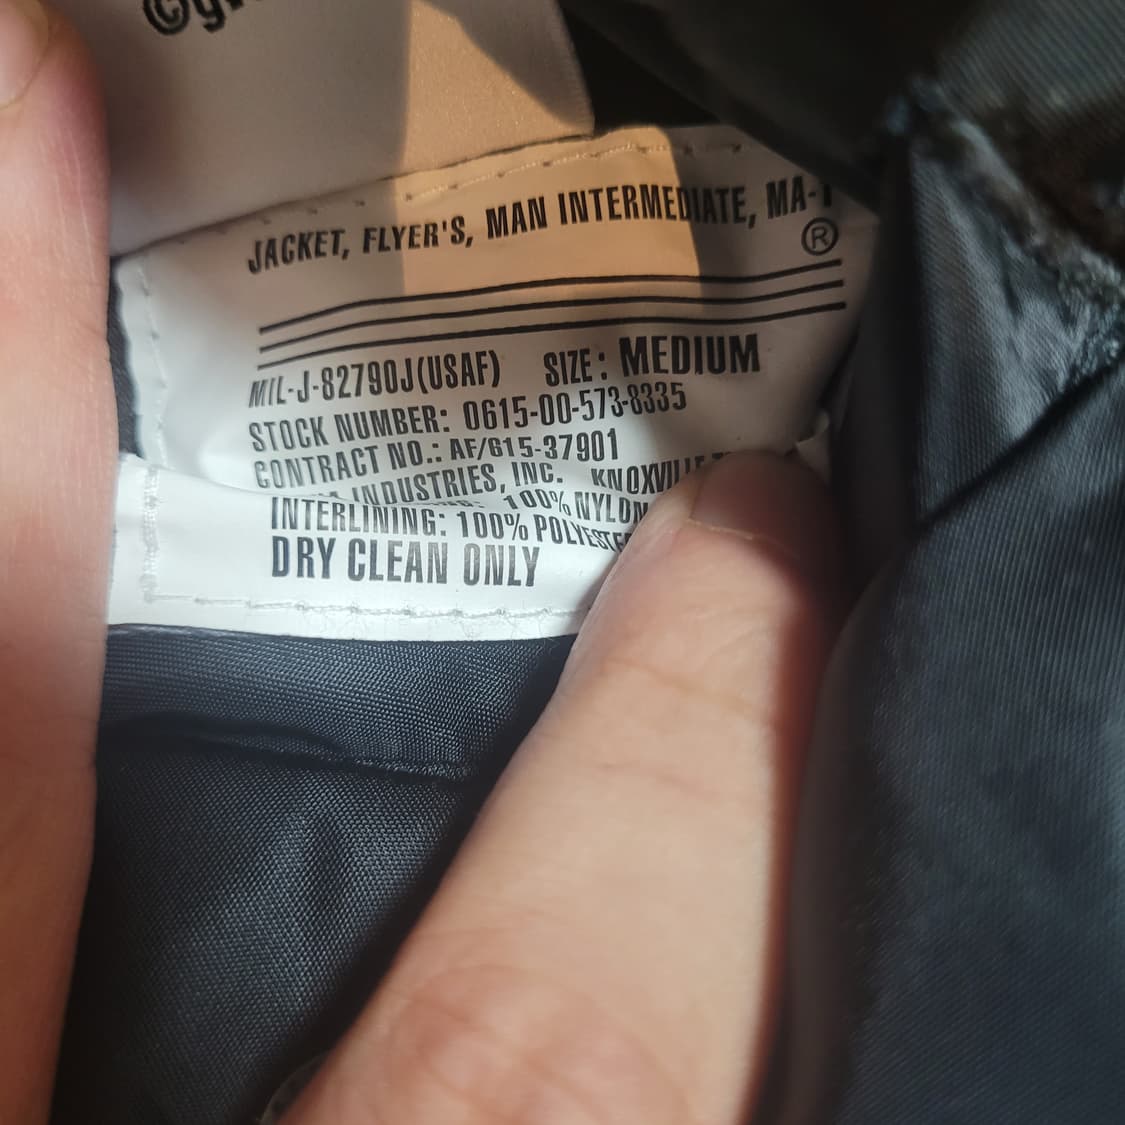 JACKET, FLYER'S, MAN INTERMEDIATE, MA-1
®
MIL-J-82790J(USAF) SIZE: MEDIUM
STOCK NUMBER: 0615-00-573-8335
CONTRACT NO.: AF/615-37901
INDUSTRIES, INC. KNOXVILLE
100% NYLON
INTERLINING: 100% POLYESTER
DRY CLEAN ONLY